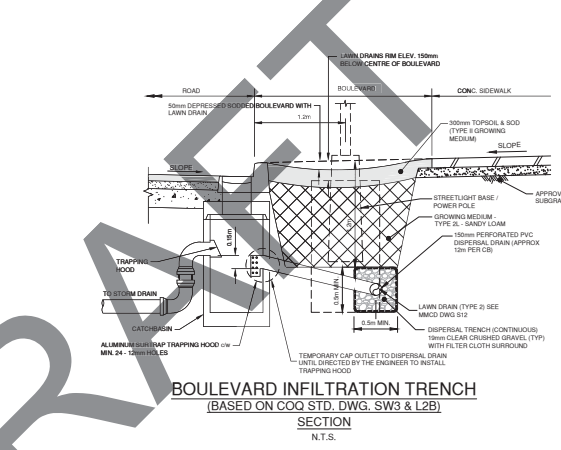 DRAFT
LAWN DRAINS RIM ELEV. 150mm
BELOW CENTRE OF BOULEVARD
ROAD
BOULEVARD
CONC. SIDEWALK
50mm DEPRESSED SODDED BOULEVARD WITH
LAWN DRAIN
1.2m
300mm TOPSOIL & SOD
(TYPE II GROWING
MEDIUM)
SLOPE
SLOPE
APPROV
SUBGRA
STREETLIGHT BASE /
POWER POLE
GROWING MEDIUM -
TYPE 2L - SANDY LOAM
150mm PERFORATED PVC
DISPERSAL DRAIN (APPROX
12m PER CB)
0.15m
TRAPPING
HOOD
TO STORM DRAIN
0.5m MIN.
LAWN DRAIN (TYPE 2) SEE
MMCD DWG S12
CATCHBASIN
0.5m MIN.
DISPERSAL TRENCH (CONTINUOUS)
19mm CLEAR CRUSHED GRAVEL (TYP)
WITH FILTER CLOTH SURROUND
ALUMINUM SUB TRAP TRAPPING HOOD c/w
MIN. 24 - 12mm HOLES
TEMPORARY CAP OUTLET TO DISPERSAL DRAIN
UNTIL DIRECTED BY THE ENGINEER TO INSTALL
TRAPPING HOOD
BOULEVARD INFILTRATION TRENCH
(BASED ON COQ STD. DWG. SW3 & L2B)
SECTION
N.T.S.